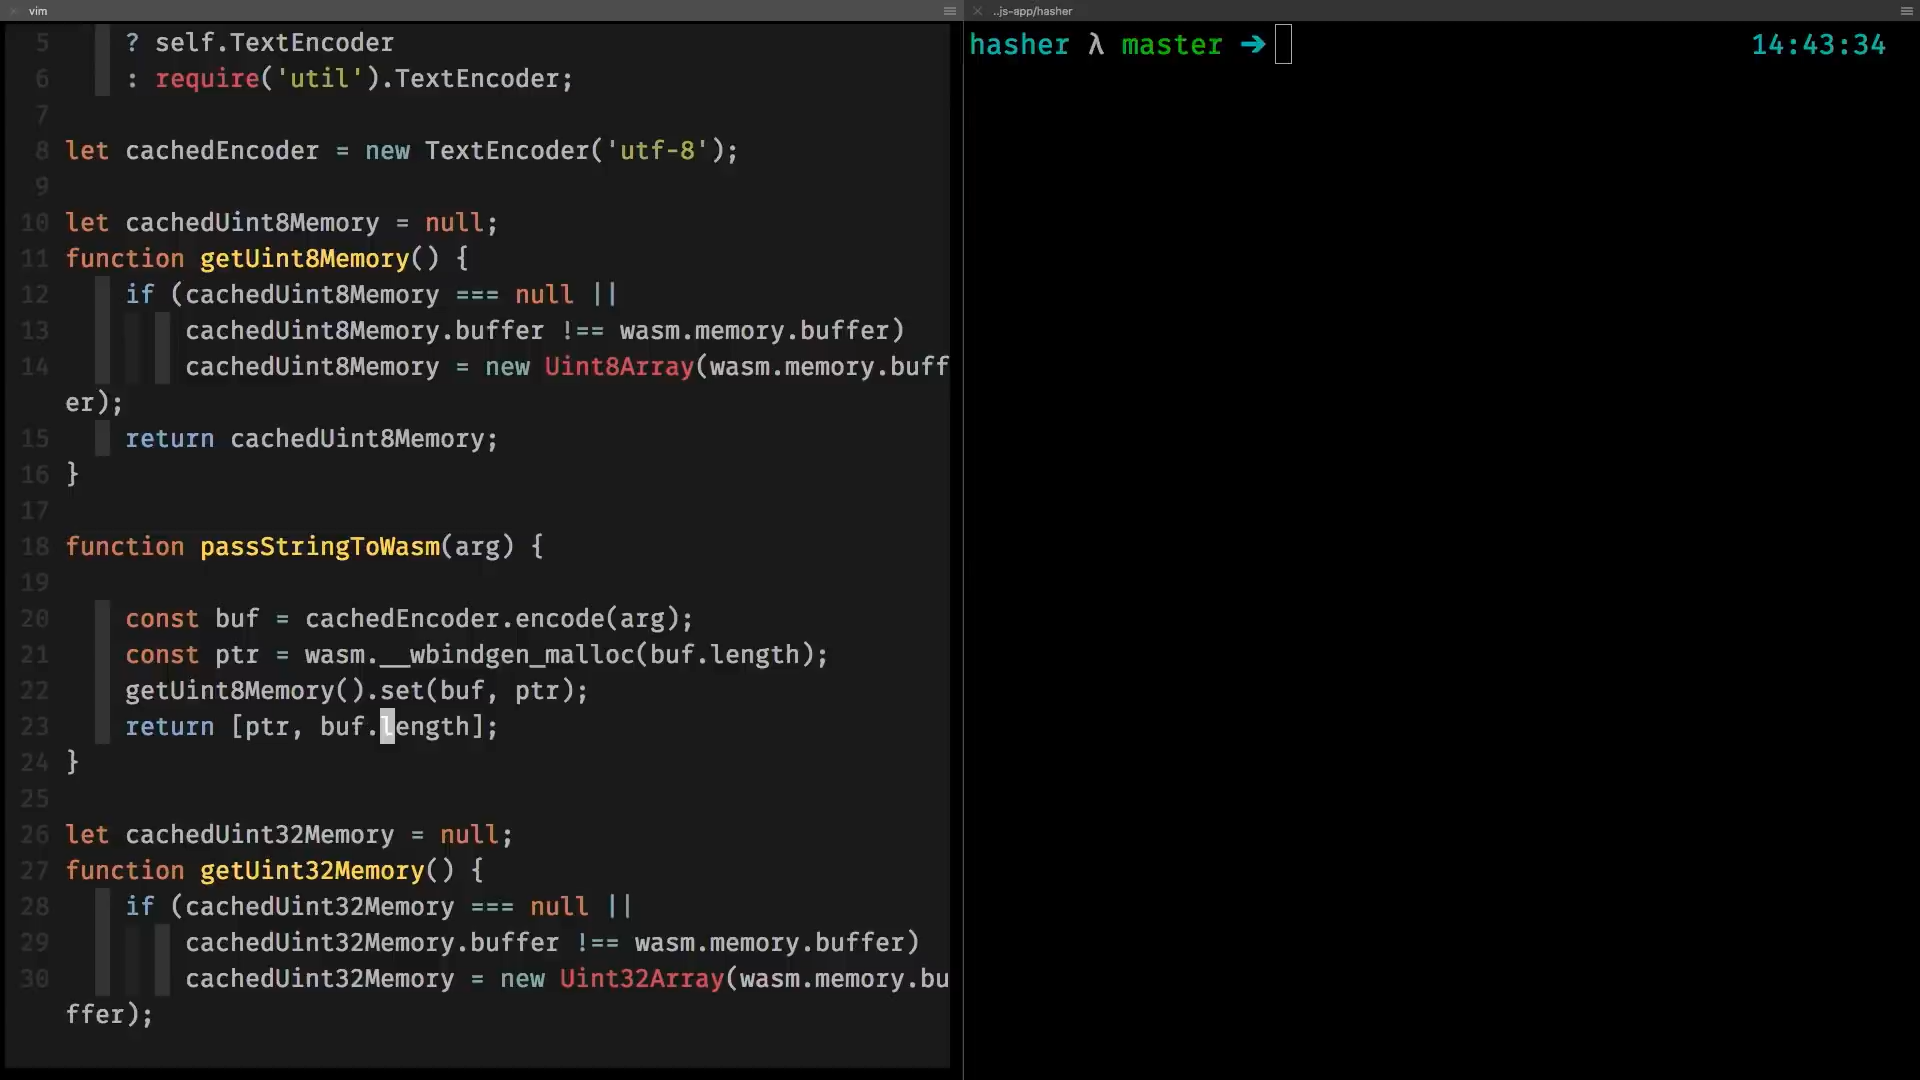 vim
5 ? self.TextEncoder
6 : require('util').TextEncoder;
7
8 let cachedEncoder = new TextEncoder('utf-8');
9
10 let cachedUint8Memory = null;
11 function getUint8Memory() {
12 if (cachedUint8Memory === null ||
13 cachedUint8Memory.buffer !== wasm.memory.buffer)
14 cachedUint8Memory = new Uint8Array(wasm.memory.buff
er);
15 return cachedUint8Memory;
16 }
17
18 function passStringToWasm(arg) {
19
20 const buf = cachedEncoder.encode(arg);
21 const ptr = wasm.__wbindgen_malloc(buf.length);
22 getUint8Memory().set(buf, ptr);
23 return [ptr, buf.length];
24 }
25
26 let cachedUint32Memory = null;
27 function getUint32Memory() {
28 if (cachedUint32Memory === null ||
29 cachedUint32Memory.buffer !== wasm.memory.buffer)
30 cachedUint32Memory = new Uint32Array(wasm.memory.bu
ffer);
..js-app/hasher
hasher λ master ➔ 14:43:34